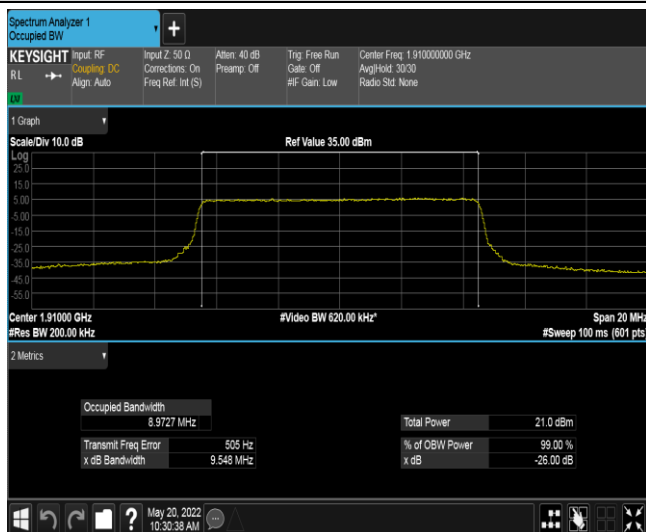 Spectrum Analyzer 1
Occupied BW
+
KEYSIGHT
RL
LNI
Input: RF
Coupling: DC
Align: Auto
Input Z: 50 Ω
Corrections: On
Freq Ref: Int (S)
Atten: 40 dB
Preamp: Off
Trig: Free Run
Gate: Off
#IF Gain: Low
Center Freq: 1.910000000 GHz
Avg|Hold: 30/30
Radio Std: None
1 Graph
Scale/Div 10.0 dB
Ref Value 35.00 dBm
Log
25.0
15.0
5.00
-5.00
-15.0
-25.0
-35.0
-45.0
-55.0
Center 1.91000 GHz
#Video BW 620.00 kHz*
Span 20 MHz
#Res BW 200.00 kHz
#Sweep 100 ms (601 pts)
2 Metrics
Occupied Bandwidth
8.9727 MHz
Total Power 21.0 dBm
Transmit Freq Error 505 Hz
% of OBW Power 99.00 %
x dB Bandwidth 9.548 MHz
x dB -26.00 dB
?
May 20, 2022
10:30:38 AM